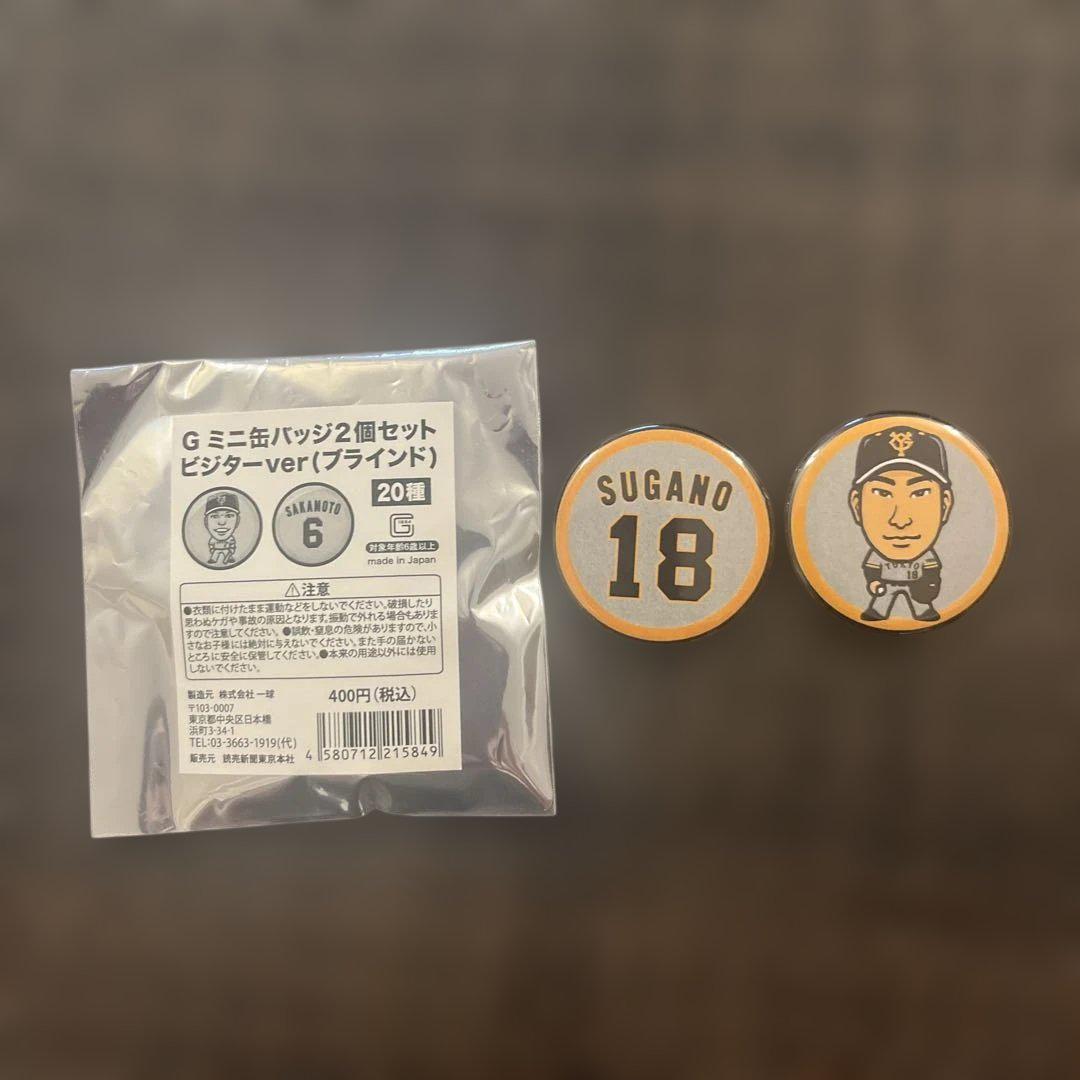 G ミニ缶バッジ2個セット
ビジターver(ブラインド)
20種
SAKAMOTO
6
G
対象年齢6歳以上
made in Japan
⚠注意
●衣類に付けたまま運動などをしないでください。破損したり
思わぬケガや事故の原因となります。振動で外れる場合もありま
すので注意してください。●誤飲・窒息の危険がありますので、小
さなお子様には絶対に与えないでください。また手の届かない
ところに安全に保管してください。●本来の用途以外には使用
しないでください。
製造元 株式会社 一球
〒103-0007
東京都中央区日本橋
浜町3-34-1
TEL:03-3663-1919(代)
販売元 読売新聞東京本社
400円(税込)
4 580712 215849
SUGANO
18
YG
TOKYO
18